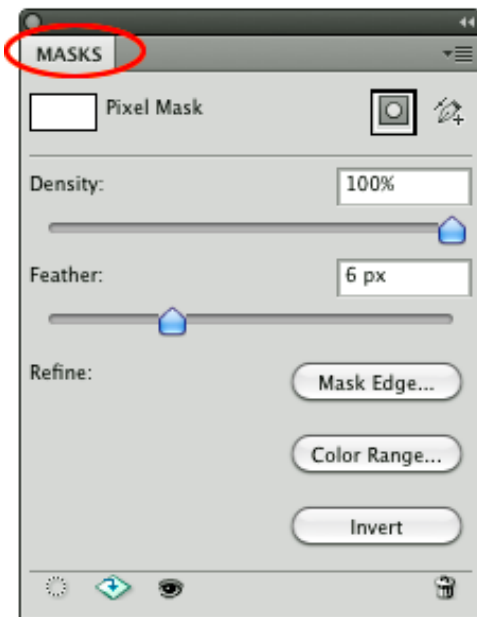 MASKS
Pixel Mask
Density: 100%
Feather: 6 px
Refine: Mask Edge...
Color Range...
Invert